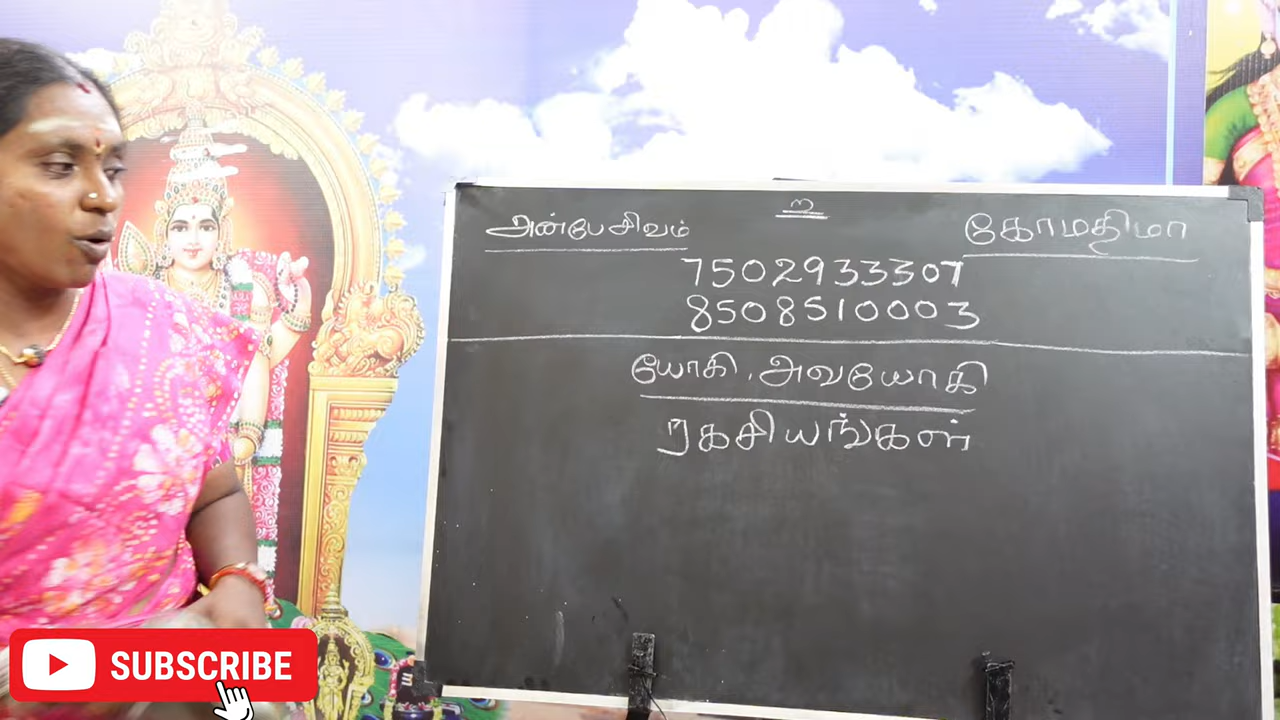 உ
அன்பே சிவம்
கோமதிமா
7502933307
8508510003
யோகி, அவயோகி
ரகசியங்கள்
SUBSCRIBE